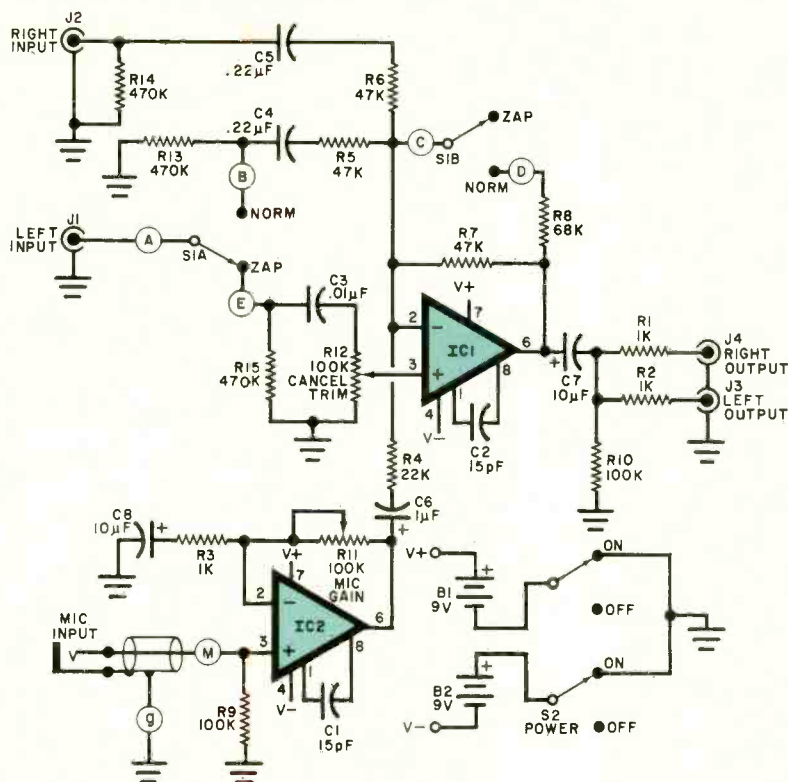 J2
RIGHT
INPUT
R14
470K
C5
.22µF
R6
47K
C4
.22µF
R13
470K
R5
47K
B
NORM
C
S1B
ZAP
NORM
D
R8
68K
J1
LEFT
INPUT
A
S1A
ZAP
E
C3
.01µF
R7
47K
V+
7
2
−
IC1
6
3
+
8
4
1
V-
C2
15pF
R15
470K
R12
100K
CANCEL
TRIM
+
C7
10µF
R1
1K
R2
1K
J4
RIGHT
OUTPUT
J3
LEFT
OUTPUT
R10
100K
R4
22K
C6
1µF
+
C8
10µF
+
R3
1K
V+
7
R11
100K
MIC
GAIN
2
−
IC2
6
3
+
8
4
1
V-
C1
15pF
MIC
INPUT
V
M
g
R9
100K
V+
+
B1
9V
ON
OFF
+
B2
9V
V-
ON
S2
POWER
OFF